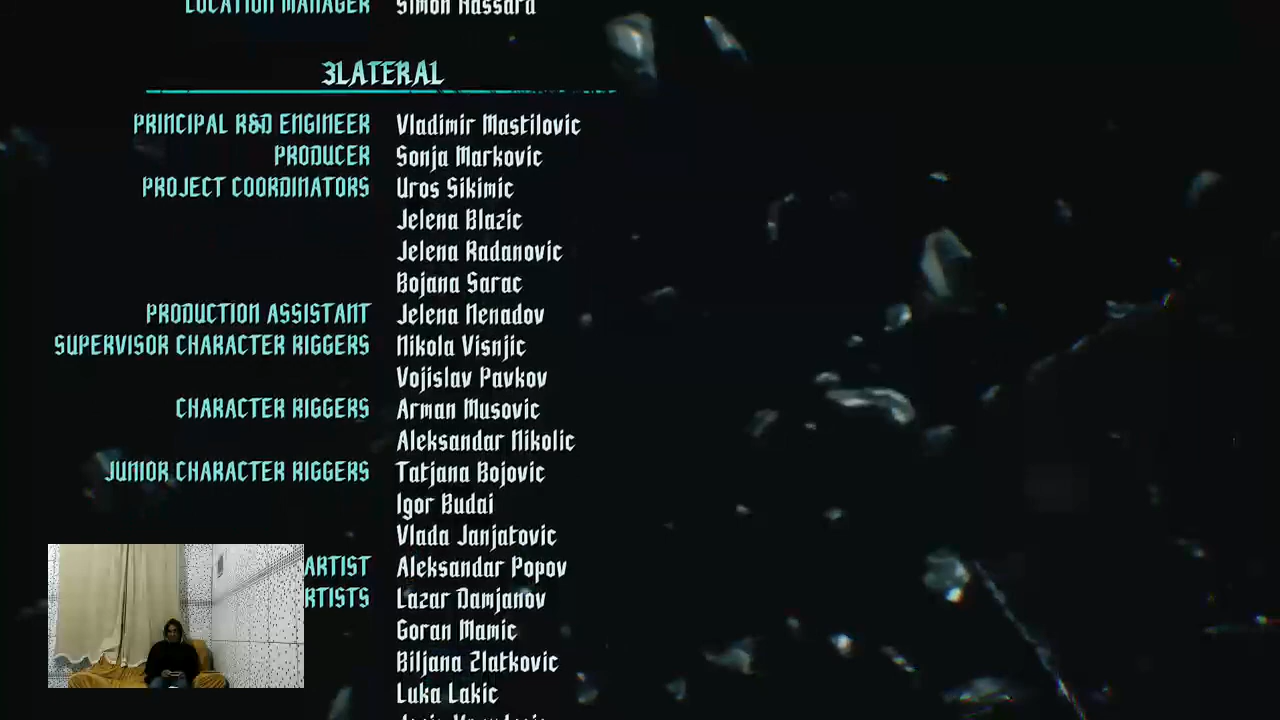 LOCATION MANAGER Simon Hassard
3LATERAL
PRINCIPAL R&D ENGINEER Vladimir Mastilovic
PRODUCER Sonja Markovic
PROJECT COORDINATORS Uros Sikimic
Jelena Blazic
Jelena Radanovic
Bojana Sarac
PRODUCTION ASSISTANT Jelena Nenadov
SUPERVISOR CHARACTER RIGGERS Nikola Visnjic
Vojislav Pavkov
CHARACTER RIGGERS Arman Musovic
Aleksandar Nikolic
JUNIOR CHARACTER RIGGERS Tatjana Bojovic
Igor Budai
Vlada Janjatovic
ARTIST Aleksandar Popov
Lazar Damjanov
Goran Mamic
Biljana Zlatkovic
Luka Lakic